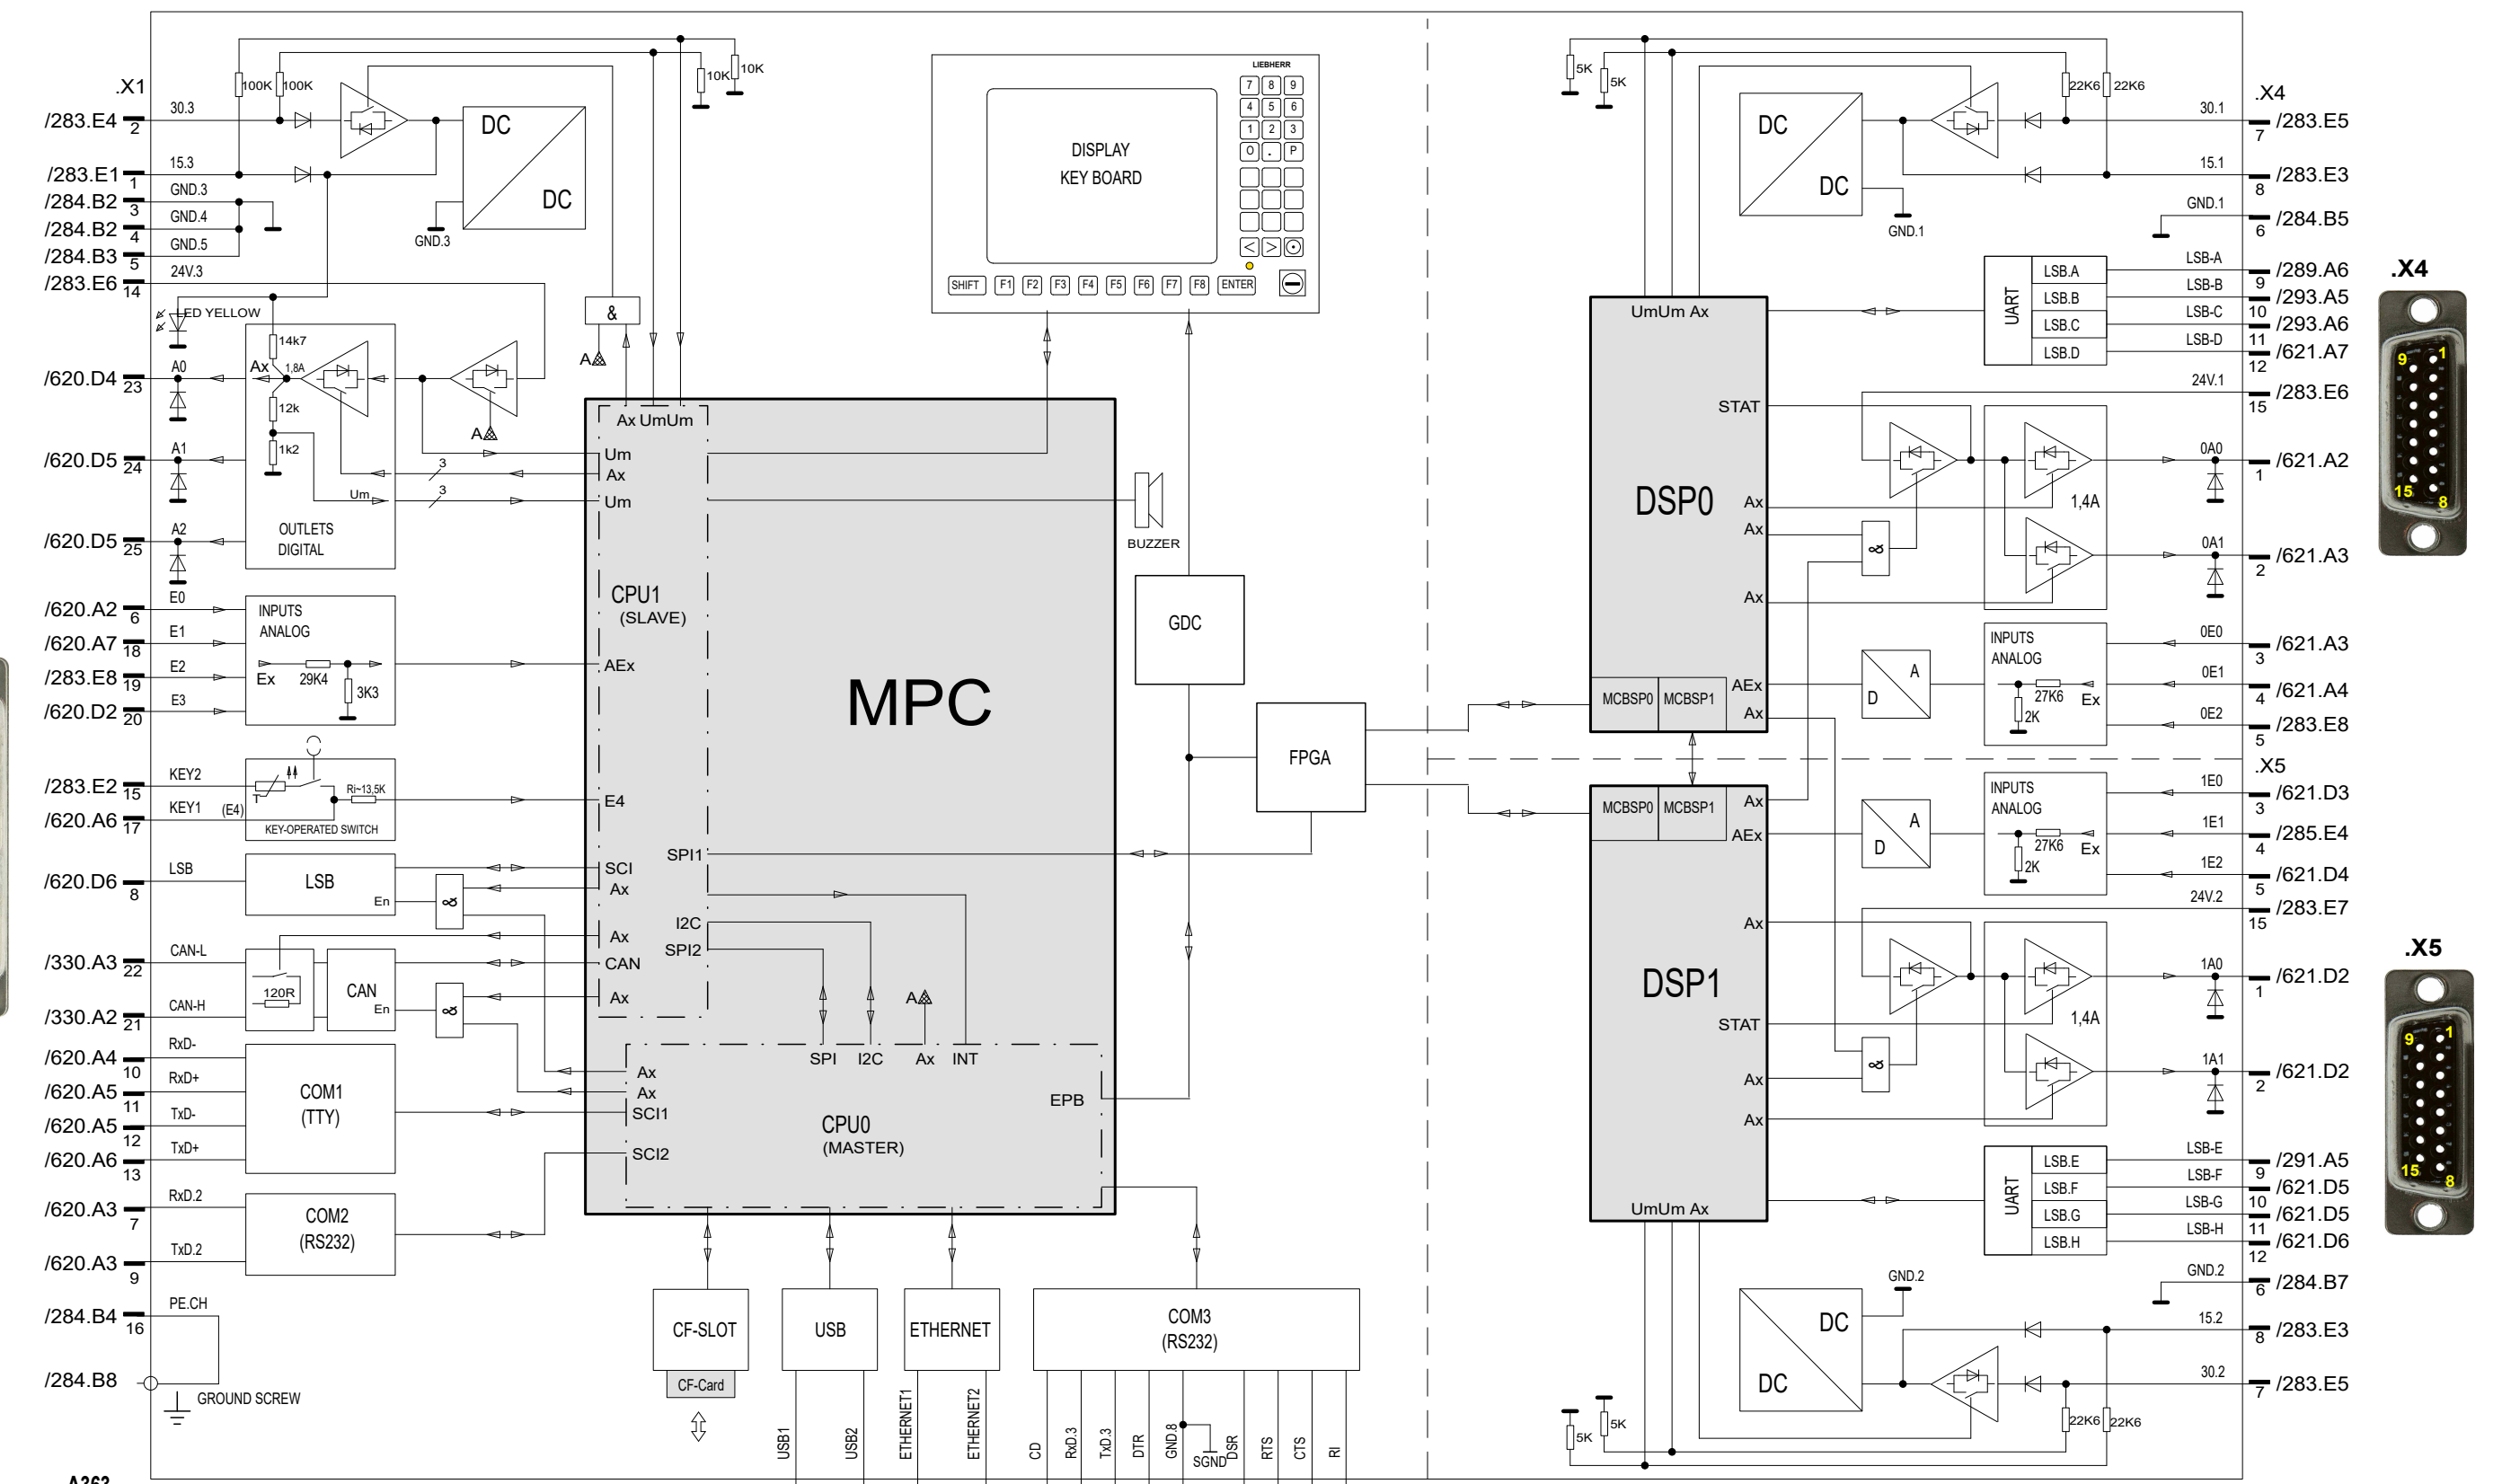 .X1
/283.E4 2 30.3
/283.E1 1 15.3
/284.B2 3 GND.3
/284.B2 4 GND.4
/284.B3 5 GND.5
/283.E6 14 24V.3
100K 100K
10K 10K
DC
DC
GND.3
LED YELLOW
/620.D4 23 A0
/620.D5 24 A1
/620.D5 25 A2
14k7
Ax 1,8A
12k
1k2
Um
OUTLETS
DIGITAL
3
3
A
&
A
/620.A2 6 E0
/620.A7 18 E1
/283.E8 19 E2
/620.D2 20 E3
INPUTS
ANALOG
Ex 29K4
3K3
/283.E2 15 KEY2
/620.A6 17 KEY1 (E4)
T
Ri~13,5K
KEY-OPERATED SWITCH
/620.D6 8 LSB
LSB
En
&
/330.A3 22 CAN-L
/330.A2 21 CAN-H
120R
CAN
En
&
/620.A4 10 RxD-
/620.A5 11 RxD+
/620.A5 12 TxD-
/620.A6 13 TxD+
COM1
(TTY)
/620.A3 7 RxD.2
/620.A3 9 TxD.2
COM2
(RS232)
/284.B4 16 PE.CH
/284.B8
GROUND SCREW
A363
LIEBHERR
DISPLAY
KEY BOARD
7 8 9
4 5 6
1 2 3
O . P
< >
SHIFT F1 F2 F3 F4 F5 F6 F7 F8 ENTER
Ax UmUm
Um
Ax
Um
CPU1
(SLAVE)
AEx
E4
SPI1
SCI
Ax
I2C
Ax
SPI2
CAN
Ax
MPC
A
SPI I2C Ax INT
Ax
Ax
SCI1
SCI2
CPU0
(MASTER)
EPB
BUZZER
GDC
FPGA
CF-SLOT
CF-Card
USB
USB1
USB2
ETHERNET
ETHERNET1
ETHERNET2
COM3
(RS232)
CD
RxD.3
TxD.3
DTR
GND.8
SGND
DSR
RTS
CTS
RI
5K
5K
22K6 22K6
DC
DC
GND.1
.X4
30.1 7 /283.E5
15.1 8 /283.E3
GND.1 6 /284.B5
UART
LSB.A LSB-A 9 /289.A6
LSB.B LSB-B 10 /293.A5
LSB.C LSB-C 11 /293.A6
LSB.D LSB-D 12 /621.A7
24V.1 15 /283.E6
UmUm Ax
STAT
DSP0
Ax
Ax
Ax
AEx
Ax
MCBSP0 MCBSP1
&
1,4A
0A0 1 /621.A2
0A1 2 /621.A3
A
D
INPUTS
ANALOG
27K6 Ex
2K
0E0 3 /621.A3
0E1 4 /621.A4
0E2 5 /283.E8
.X5
MCBSP0 MCBSP1
Ax
AEx
A
D
INPUTS
ANALOG
27K6 Ex
2K
1E0 3 /621.D3
1E1 4 /285.E4
1E2 5 /621.D4
24V.2 15 /283.E7
Ax
DSP1
STAT
Ax
Ax
UmUm Ax
&
1,4A
1A0 1 /621.D2
1A1 2 /621.D2
UART
LSB.E LSB-E 9 /291.A5
LSB.F LSB-F 10 /621.D5
LSB.G LSB-G 11 /621.D5
LSB.H LSB-H 12 /621.D6
GND.2 6 /284.B7
15.2 8 /283.E3
30.2 7 /283.E5
GND.2
DC
DC
5K
5K
22K6 22K6
.X4
9 1
15 8
.X5
9 1
15 8